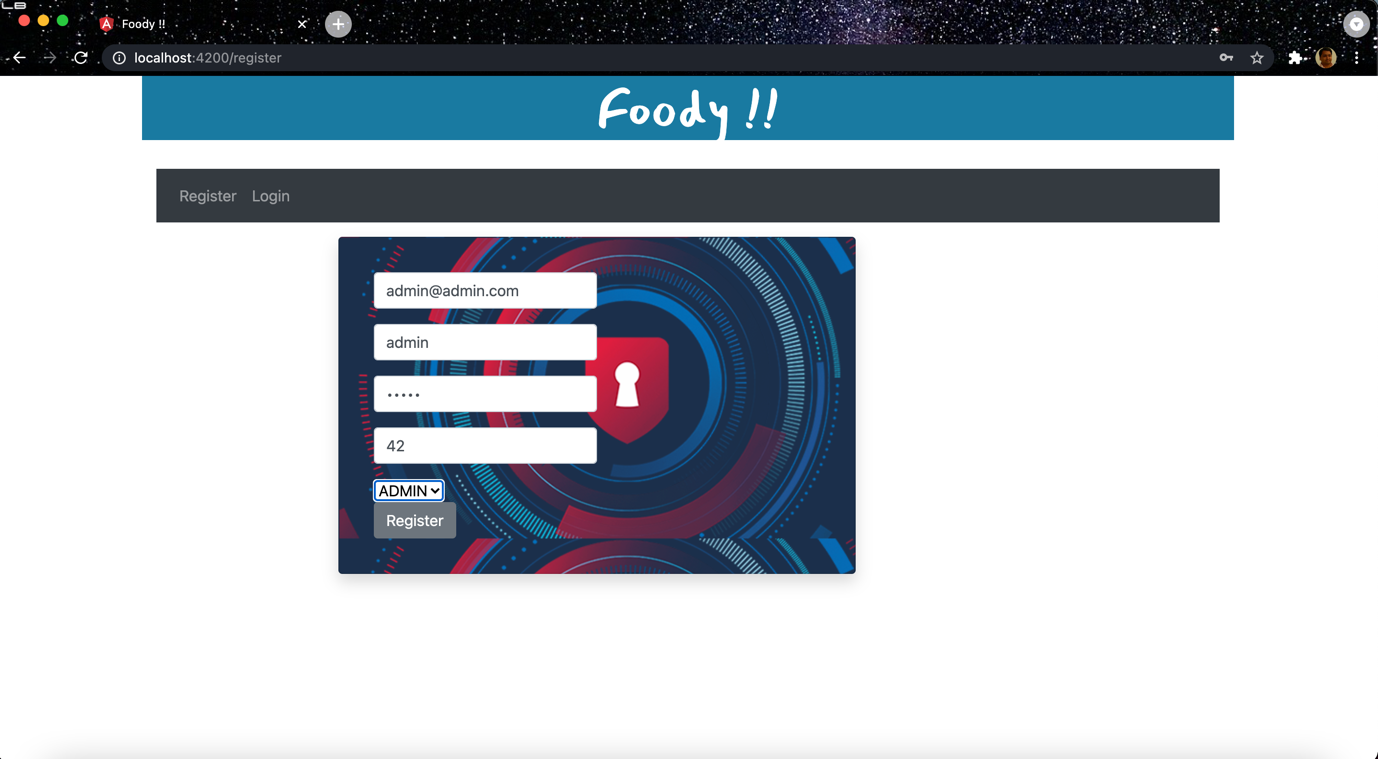 Foody !!
localhost:4200/register
Foody !!
Register Login
admin@admin.com
admin
•••••
42
ADMIN
Register